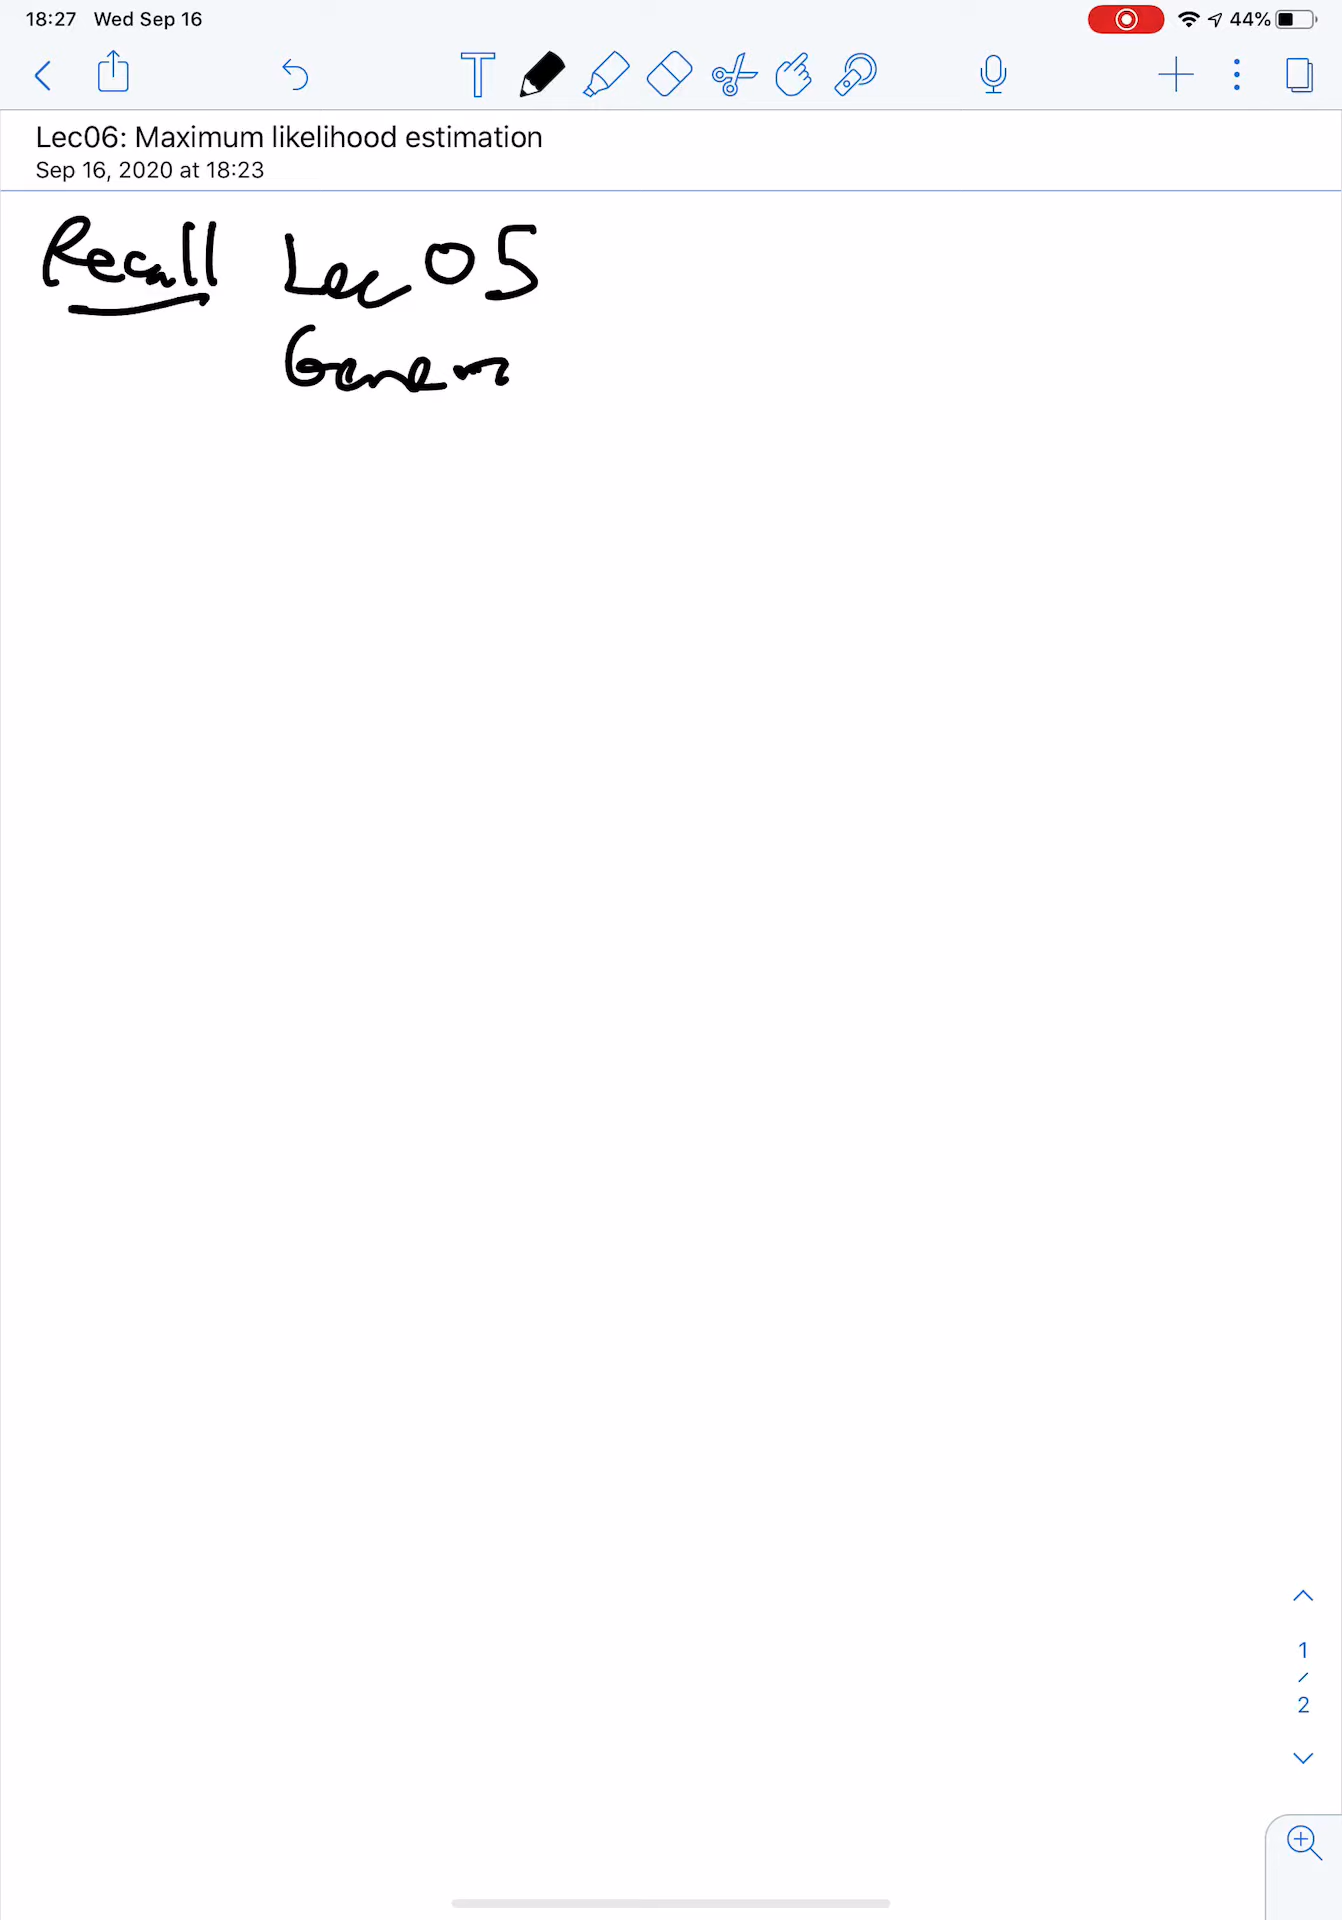 18:27 Wed Sep 16 44%
T
Lec06: Maximum likelihood estimation
Sep 16, 2020 at 18:23
Recall Lec 05
1
/
2